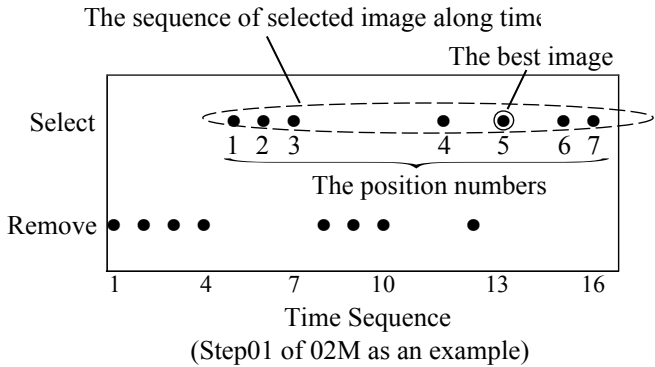 The sequence of selected image along time
The best image
Select
1 2 3 4 5 6 7
The position numbers
Remove
1 4 7 10 13 16
Time Sequence
(Step01 of 02M as an example)